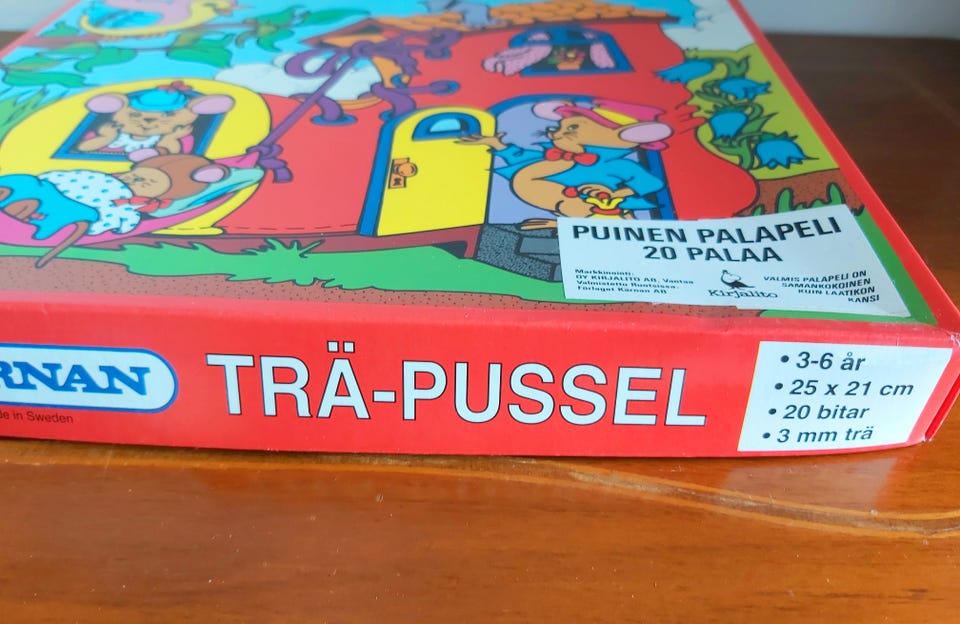 PUINEN PALAPELI
20 PALAA
Markkinointi:
OY KIRJALITO AB, Vantaa
Valmistettu Ruotsissa
Förlaget Kärnan AB
Kirjalito
VALMIS PALAPELI ON
SAMANKOKOINEN
KUIN LAATIKON
KANSI
RNAN
de in Sweden
TRÄ-PUSSEL
• 3-6 år
• 25 x 21 cm
• 20 bitar
• 3 mm trä